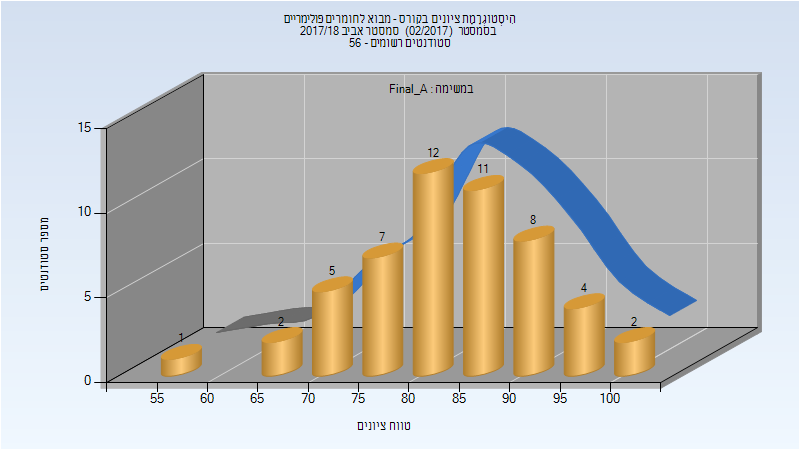 היסטוגרמת ציונים בקורס - מבוא לחומרים פולימריים
בסמסטר (02/2017) סמסטר אביב 2017/18
סטודנטים רשומים - 56
במשימה : Final_A
15
10
5
0
מספר סטודנטים
1
2
5
7
12
11
8
4
2
55 60 65 70 75 80 85 90 95 100
טווח ציונים